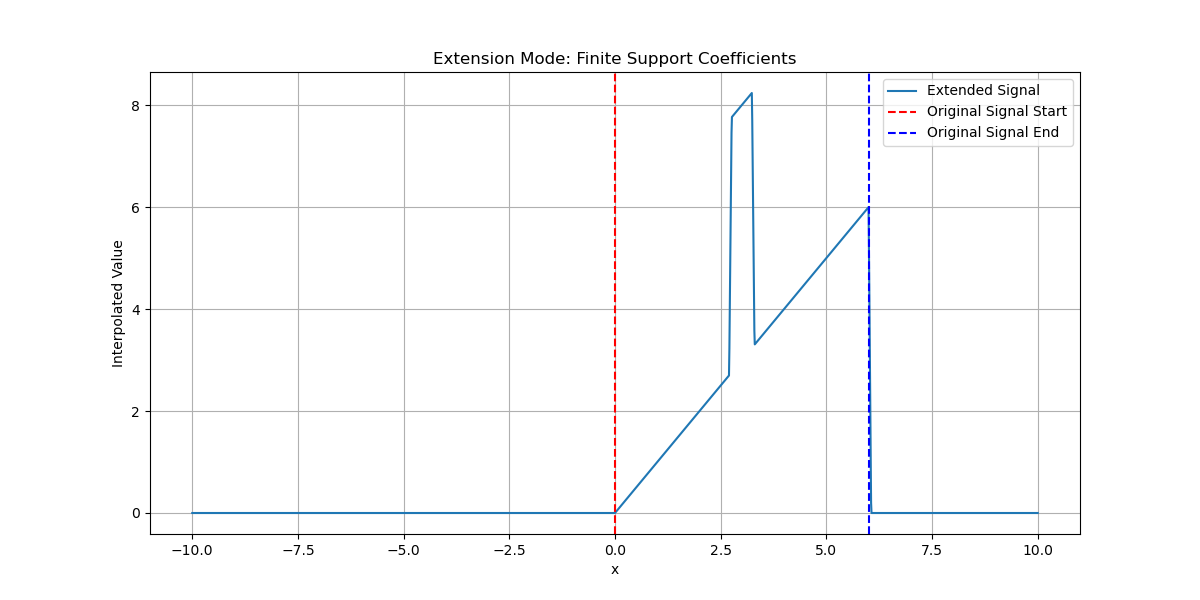 Extension Mode: Finite Support Coefficients
Extended Signal
Original Signal Start
Original Signal End
Interpolated Value
8
6
4
2
0
−10.0 −7.5 −5.0 −2.5 0.0 2.5 5.0 7.5 10.0
x